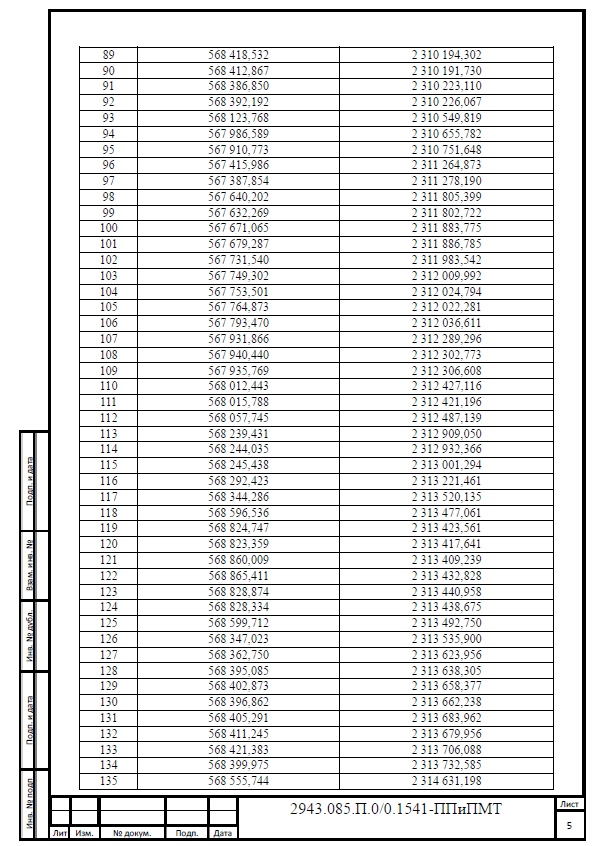 89 568 418,532 2 310 194,302
90 568 412,867 2 310 191,730
91 568 386,850 2 310 223,110
92 568 392,192 2 310 226,067
93 568 123,768 2 310 549,819
94 567 986,589 2 310 655,782
95 567 910,773 2 310 751,648
96 567 415,986 2 311 264,873
97 567 387,854 2 311 278,190
98 567 640,202 2 311 805,399
99 567 632,269 2 311 802,722
100 567 671,065 2 311 883,775
101 567 679,287 2 311 886,785
102 567 731,540 2 311 983,542
103 567 749,302 2 312 009,992
104 567 753,501 2 312 024,794
105 567 764,873 2 312 022,281
106 567 793,470 2 312 036,611
107 567 931,866 2 312 289,296
108 567 940,440 2 312 302,773
109 567 935,769 2 312 306,608
110 568 012,443 2 312 427,116
111 568 015,788 2 312 421,196
112 568 057,745 2 312 487,139
113 568 239,431 2 312 909,050
114 568 244,035 2 312 932,366
115 568 245,438 2 313 001,294
116 568 292,423 2 313 221,461
117 568 344,286 2 313 520,135
118 568 596,536 2 313 477,061
119 568 824,747 2 313 423,561
120 568 823,359 2 313 417,641
121 568 860,009 2 313 409,239
122 568 865,411 2 313 432,828
123 568 828,874 2 313 440,958
124 568 828,334 2 313 438,675
125 568 599,712 2 313 492,750
126 568 347,023 2 313 535,900
127 568 362,750 2 313 623,956
128 568 395,085 2 313 638,305
129 568 402,873 2 313 658,377
130 568 396,862 2 313 662,238
131 568 405,291 2 313 683,962
132 568 411,245 2 313 679,956
133 568 421,383 2 313 706,088
134 568 399,975 2 313 732,585
135 568 555,744 2 314 631,198
Подп. и дата
Взам. инв. №
Инв. № дубл.
Подп. и дата
Инв. № подп
Лит Изм. № докум. Подп. Дата
2943.085.П.0/0.1541-ППиПМТ
Лист
5